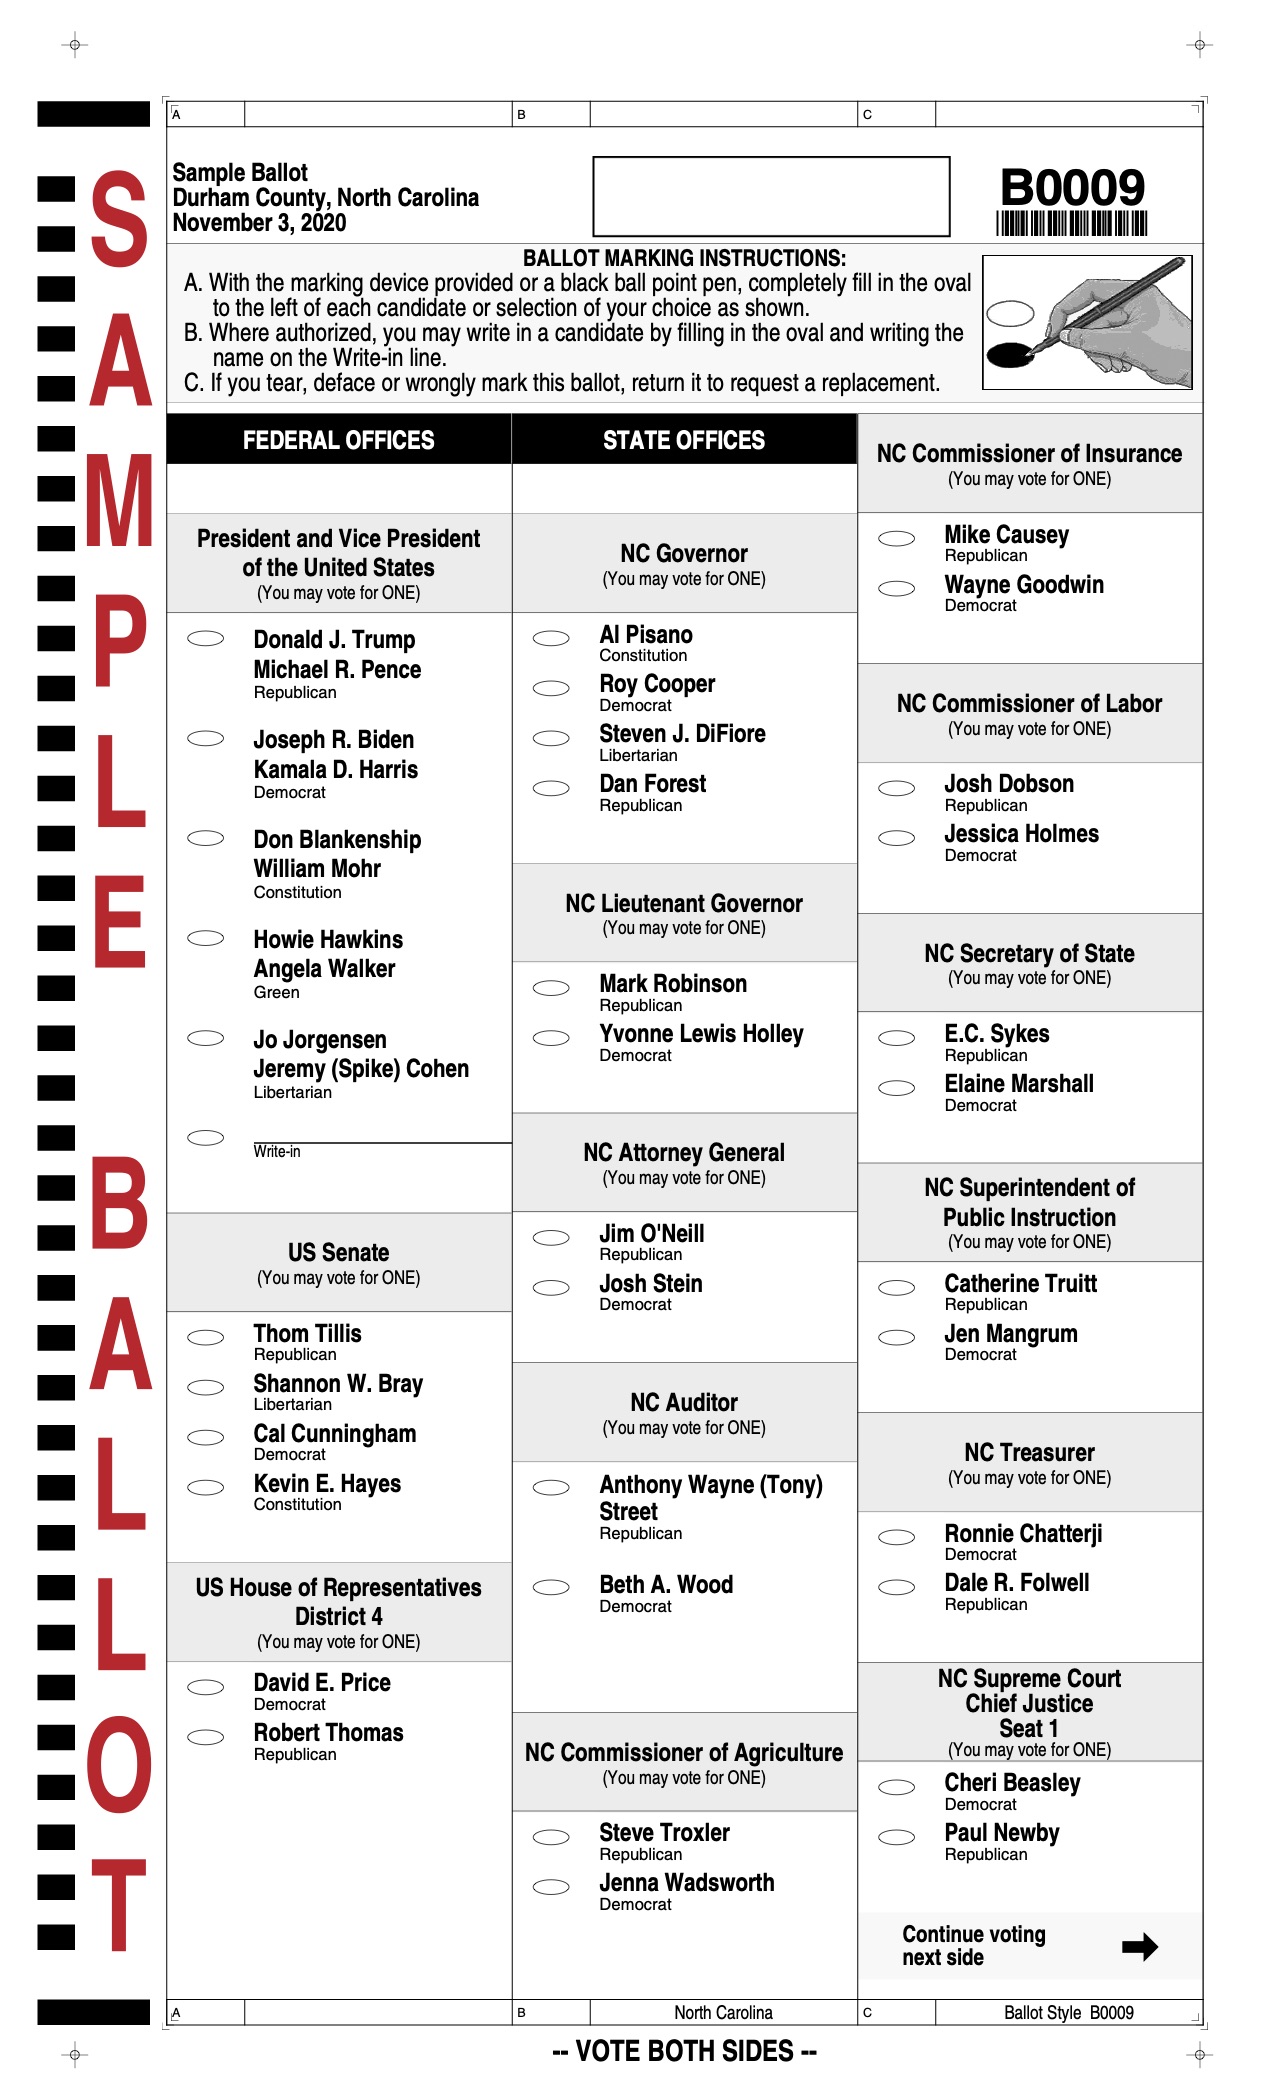 SAMPLE BALLOT
A
B
C
Sample Ballot
Durham County, North Carolina
November 3, 2020
B0009
BALLOT MARKING INSTRUCTIONS:
A. With the marking device provided or a black ball point pen, completely fill in the oval
to the left of each candidate or selection of your choice as shown.
B. Where authorized, you may write in a candidate by filling in the oval and writing the
name on the Write-in line.
C. If you tear, deface or wrongly mark this ballot, return it to request a replacement.
FEDERAL OFFICES
President and Vice President
of the United States
(You may vote for ONE)
Donald J. Trump
Michael R. Pence
Republican
Joseph R. Biden
Kamala D. Harris
Democrat
Don Blankenship
William Mohr
Constitution
Howie Hawkins
Angela Walker
Green
Jo Jorgensen
Jeremy (Spike) Cohen
Libertarian
Write-in
US Senate
(You may vote for ONE)
Thom Tillis
Republican
Shannon W. Bray
Libertarian
Cal Cunningham
Democrat
Kevin E. Hayes
Constitution
US House of Representatives
District 4
(You may vote for ONE)
David E. Price
Democrat
Robert Thomas
Republican
STATE OFFICES
NC Governor
(You may vote for ONE)
Al Pisano
Constitution
Roy Cooper
Democrat
Steven J. DiFiore
Libertarian
Dan Forest
Republican
NC Lieutenant Governor
(You may vote for ONE)
Mark Robinson
Republican
Yvonne Lewis Holley
Democrat
NC Attorney General
(You may vote for ONE)
Jim O'Neill
Republican
Josh Stein
Democrat
NC Auditor
(You may vote for ONE)
Anthony Wayne (Tony)
Street
Republican
Beth A. Wood
Democrat
NC Commissioner of Agriculture
(You may vote for ONE)
Steve Troxler
Republican
Jenna Wadsworth
Democrat
NC Commissioner of Insurance
(You may vote for ONE)
Mike Causey
Republican
Wayne Goodwin
Democrat
NC Commissioner of Labor
(You may vote for ONE)
Josh Dobson
Republican
Jessica Holmes
Democrat
NC Secretary of State
(You may vote for ONE)
E.C. Sykes
Republican
Elaine Marshall
Democrat
NC Superintendent of
Public Instruction
(You may vote for ONE)
Catherine Truitt
Republican
Jen Mangrum
Democrat
NC Treasurer
(You may vote for ONE)
Ronnie Chatterji
Democrat
Dale R. Folwell
Republican
NC Supreme Court
Chief Justice
Seat 1
(You may vote for ONE)
Cheri Beasley
Democrat
Paul Newby
Republican
Continue voting
next side
A
B
North Carolina
C
Ballot Style B0009
-- VOTE BOTH SIDES --